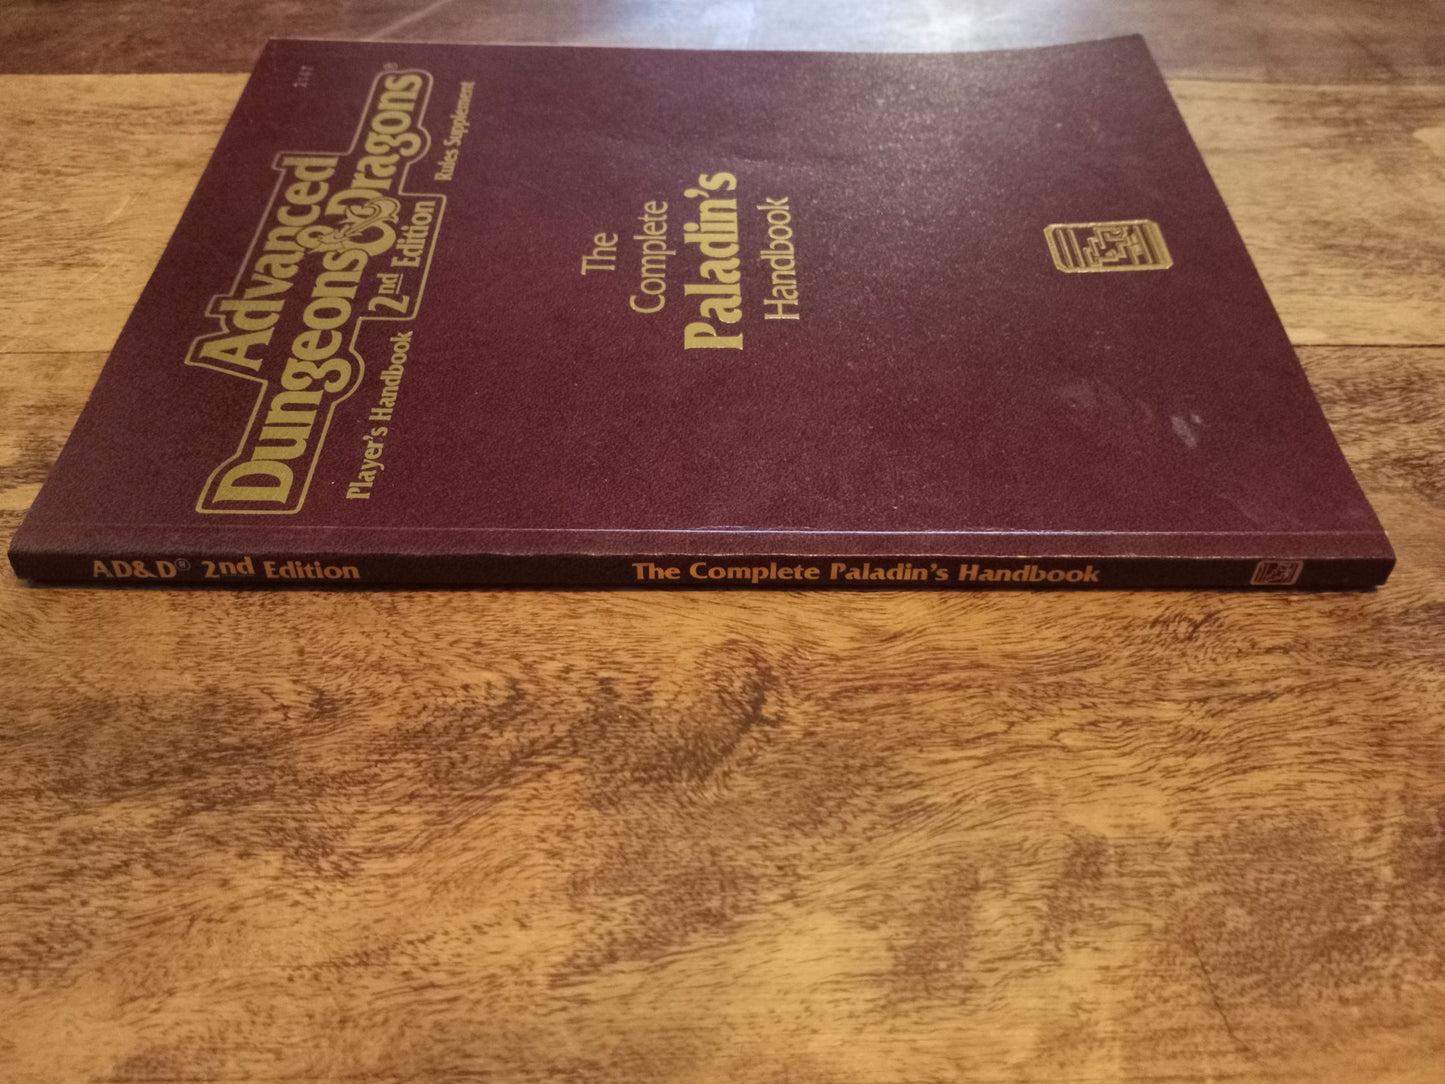 2147
Advanced
Dungeons & Dragons®
2nd Edition
Player's Handbook
Rules Supplement
The
Complete
Paladin's
Handbook
AD&D® 2nd Edition
The Complete Paladin's Handbook